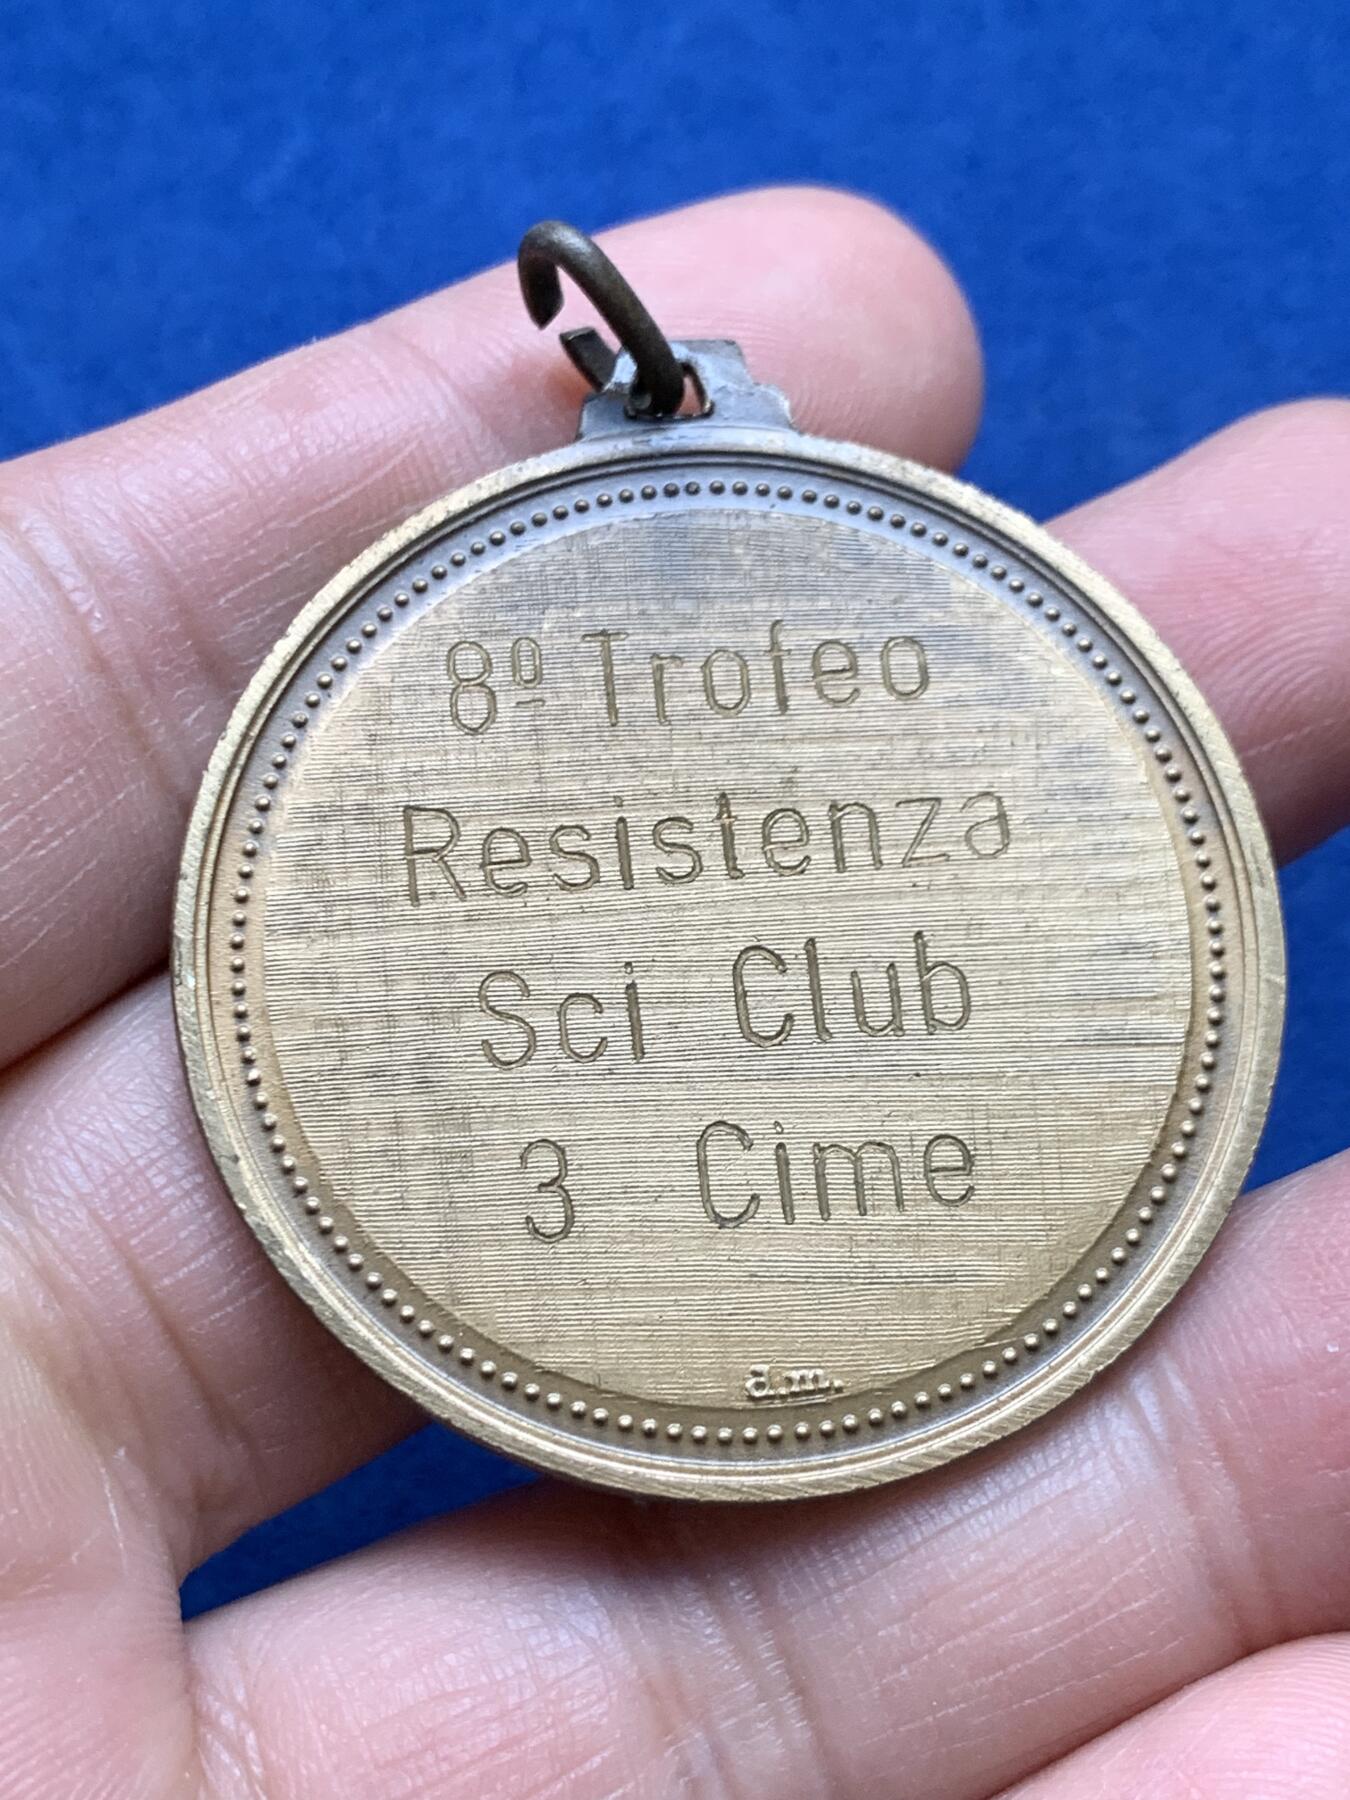 8º Trofeo
Resistenza
Sci Club
3 Cime
a.m.